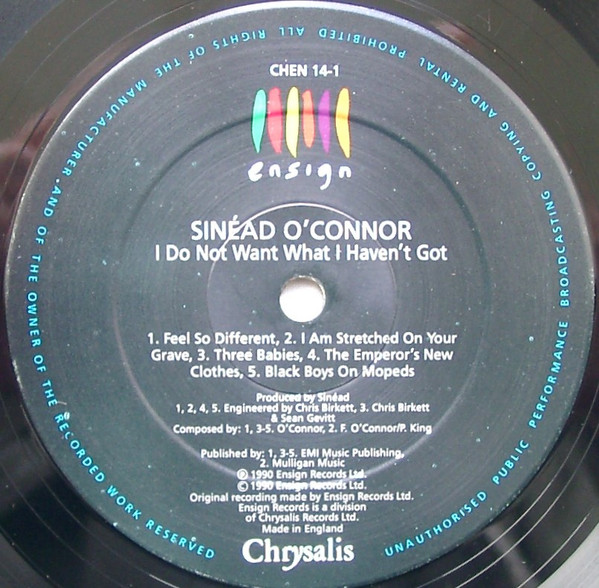 CHEN 14-1
ensign
SINÉAD O'CONNOR
I Do Not Want What I Haven't Got
1. Feel So Different, 2. I Am Stretched On Your
Grave, 3. Three Babies, 4. The Emperor's New
Clothes, 5. Black Boys On Mopeds
Produced by Sinéad
1, 2, 4, 5. Engineered by Chris Birkett, 3. Chris Birkett
& Sean Gevitt
Composed by: 1, 3-5. O'Connor, 2. F. O'Connor/P. King
Published by: 1, 3-5. EMI Music Publishing,
2. Mulligan Music
℗ 1990 Ensign Records Ltd.
© 1990 Ensign Records Ltd.
Original recording made by Ensign Records Ltd.
Ensign Records is a division
of Chrysalis Records Ltd.
Made in England
Chrysalis
ALL RIGHTS OF THE MANUFACTURER AND OF THE OWNER OF THE RECORDED WORK RESERVED
UNAUTHORISED PUBLIC PERFORMANCE BROADCASTING COPYING AND RENTAL PROHIBITED